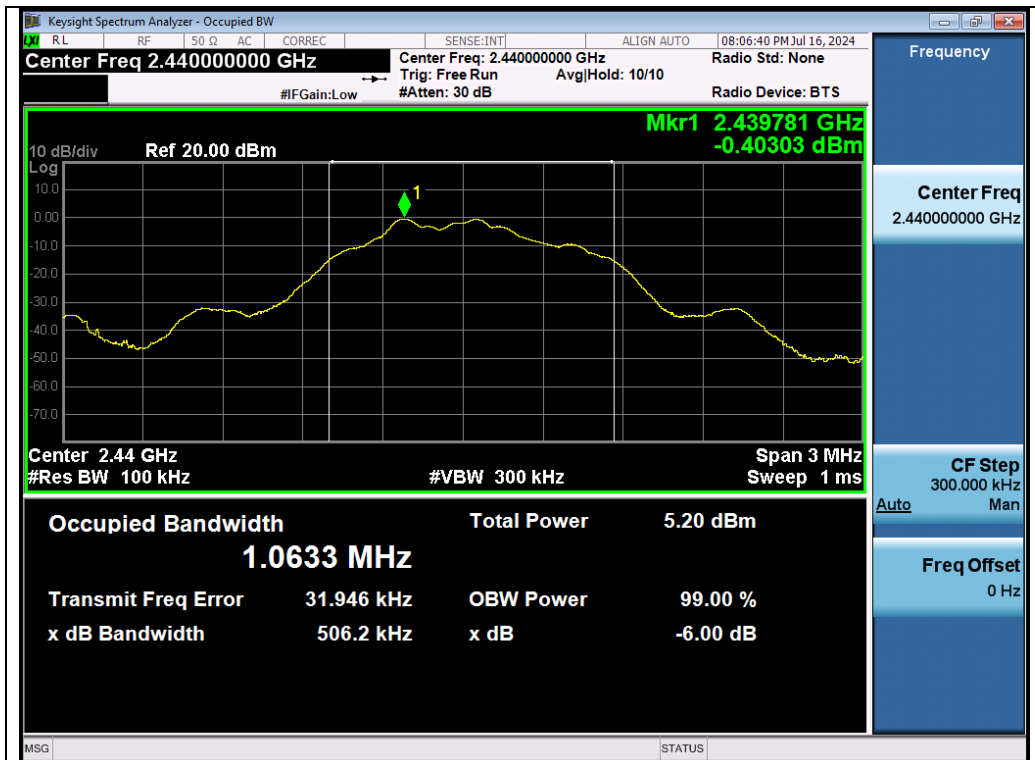 Keysight Spectrum Analyzer - Occupied BW
LXI RL RF 50 Ω AC CORREC SENSE:INT ALIGN AUTO 08:06:40 PM Jul 16, 2024
Center Freq 2.440000000 GHz
Center Freq: 2.440000000 GHz
Radio Std: None
Trig: Free Run Avg|Hold: 10/10
#IFGain:Low #Atten: 30 dB Radio Device: BTS
Mkr1 2.439781 GHz
-0.40303 dBm
10 dB/div Ref 20.00 dBm
Log
10.0
1
0.00
-10.0
-20.0
-30.0
-40.0
-50.0
-60.0
-70.0
Center 2.44 GHz Span 3 MHz
#Res BW 100 kHz #VBW 300 kHz Sweep 1 ms
Occupied Bandwidth Total Power 5.20 dBm
1.0633 MHz
Transmit Freq Error 31.946 kHz OBW Power 99.00 %
x dB Bandwidth 506.2 kHz x dB -6.00 dB
Frequency
Center Freq
2.440000000 GHz
CF Step
300.000 kHz
Auto Man
Freq Offset
0 Hz
MSG STATUS